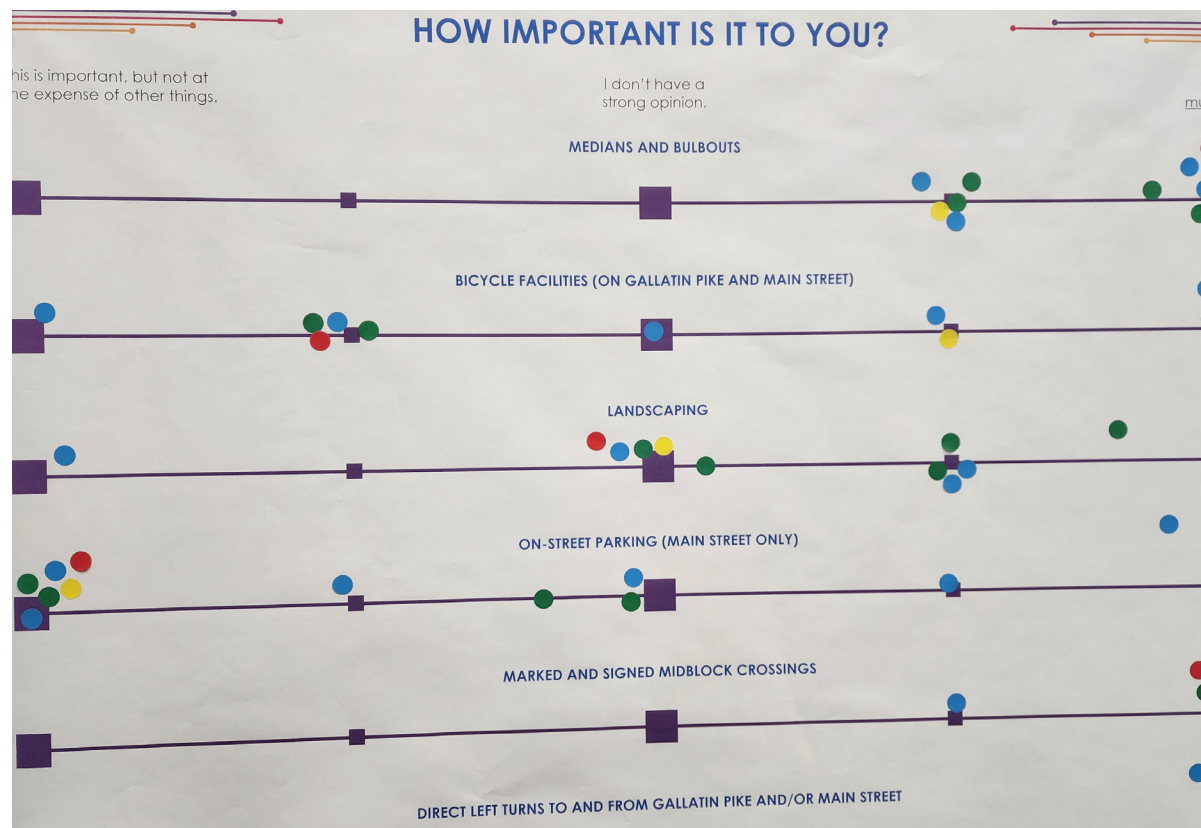 HOW IMPORTANT IS IT TO YOU?
his is important, but not at
he expense of other things.
I don't have a
strong opinion.
mu
MEDIANS AND BULBOUTS
BICYCLE FACILITIES (ON GALLATIN PIKE AND MAIN STREET)
LANDSCAPING
ON-STREET PARKING (MAIN STREET ONLY)
MARKED AND SIGNED MIDBLOCK CROSSINGS
DIRECT LEFT TURNS TO AND FROM GALLATIN PIKE AND/OR MAIN STREET